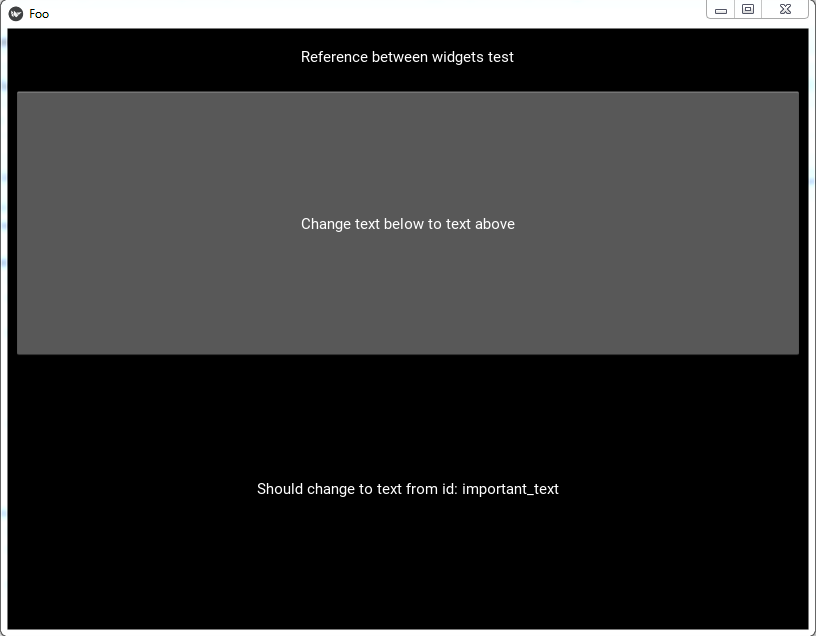 Foo
Reference between widgets test
Change text below to text above
Should change to text from id: important_text